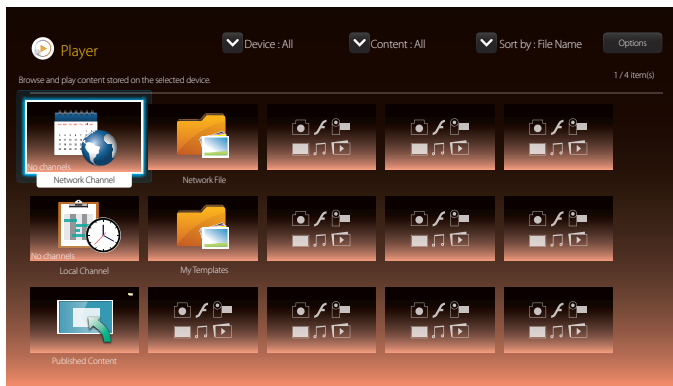 Player
Device : All
Content : All
Sort by : File Name
Options
Browse and play content stored on the selected device.
1 / 4 item(s)
No channels
Network Channel
Network File
No channels
Local Channel
My Templates
Published Content